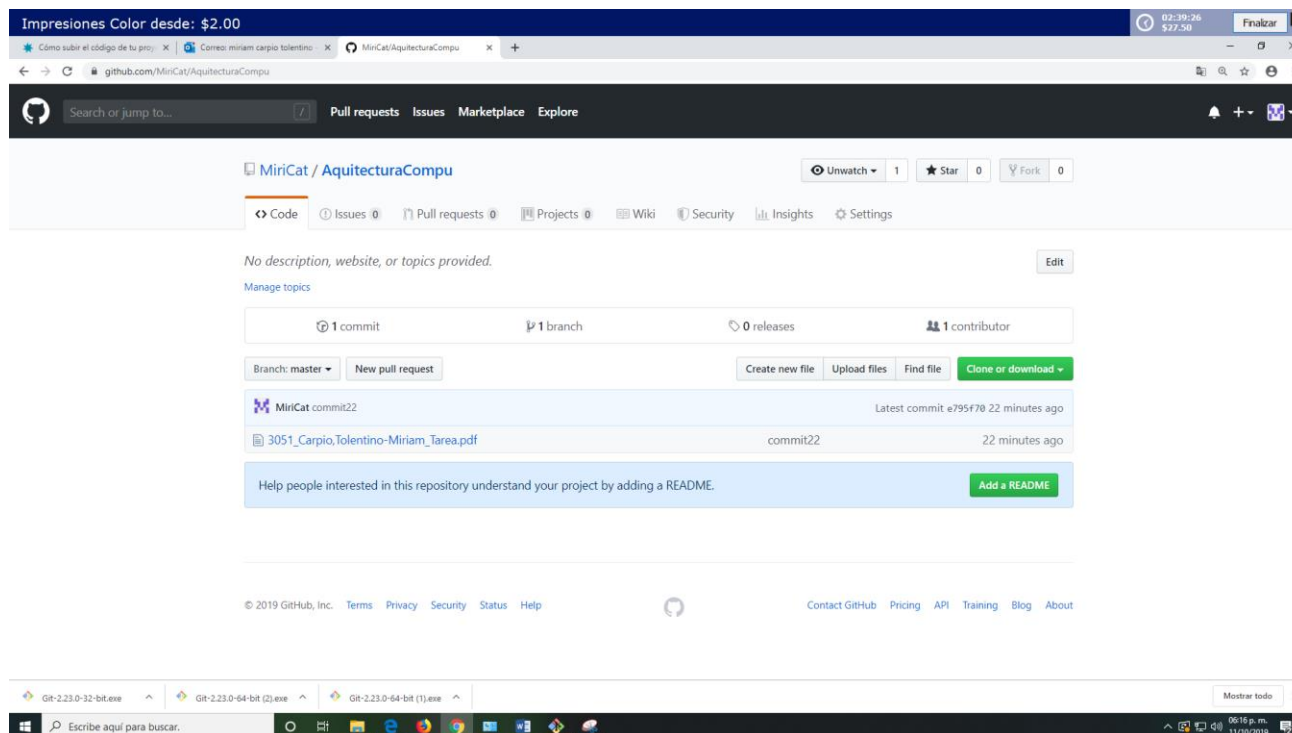 Impresiones Color desde: $2.00
02:39:26
$27.50
Finalizar
Cómo subir el código de tu proy
Correo: miriam carpio tolentino
MiriCat/AquitecturaCompu
github.com/MiriCat/AquitecturaCompu
Search or jump to...
/
Pull requests Issues Marketplace Explore
MiriCat / AquitecturaCompu
Unwatch 1 Star 0 Fork 0
Code Issues 0 Pull requests 0 Projects 0 Wiki Security Insights Settings
No description, website, or topics provided.
Edit
Manage topics
1 commit 1 branch 0 releases 1 contributor
Branch: master New pull request Create new file Upload files Find file Clone or download
MiriCat commit22 Latest commit e795f70 22 minutes ago
3051_Carpio,Tolentino-Miriam_Tarea.pdf commit22 22 minutes ago
Help people interested in this repository understand your project by adding a README. Add a README
© 2019 GitHub, Inc. Terms Privacy Security Status Help Contact GitHub Pricing API Training Blog About
Git-2.23.0-32-bit.exe Git-2.23.0-64-bit (2).exe Git-2.23.0-64-bit (1).exe Mostrar todo
Escribe aquí para buscar.
06:16 p. m.
11/10/2019